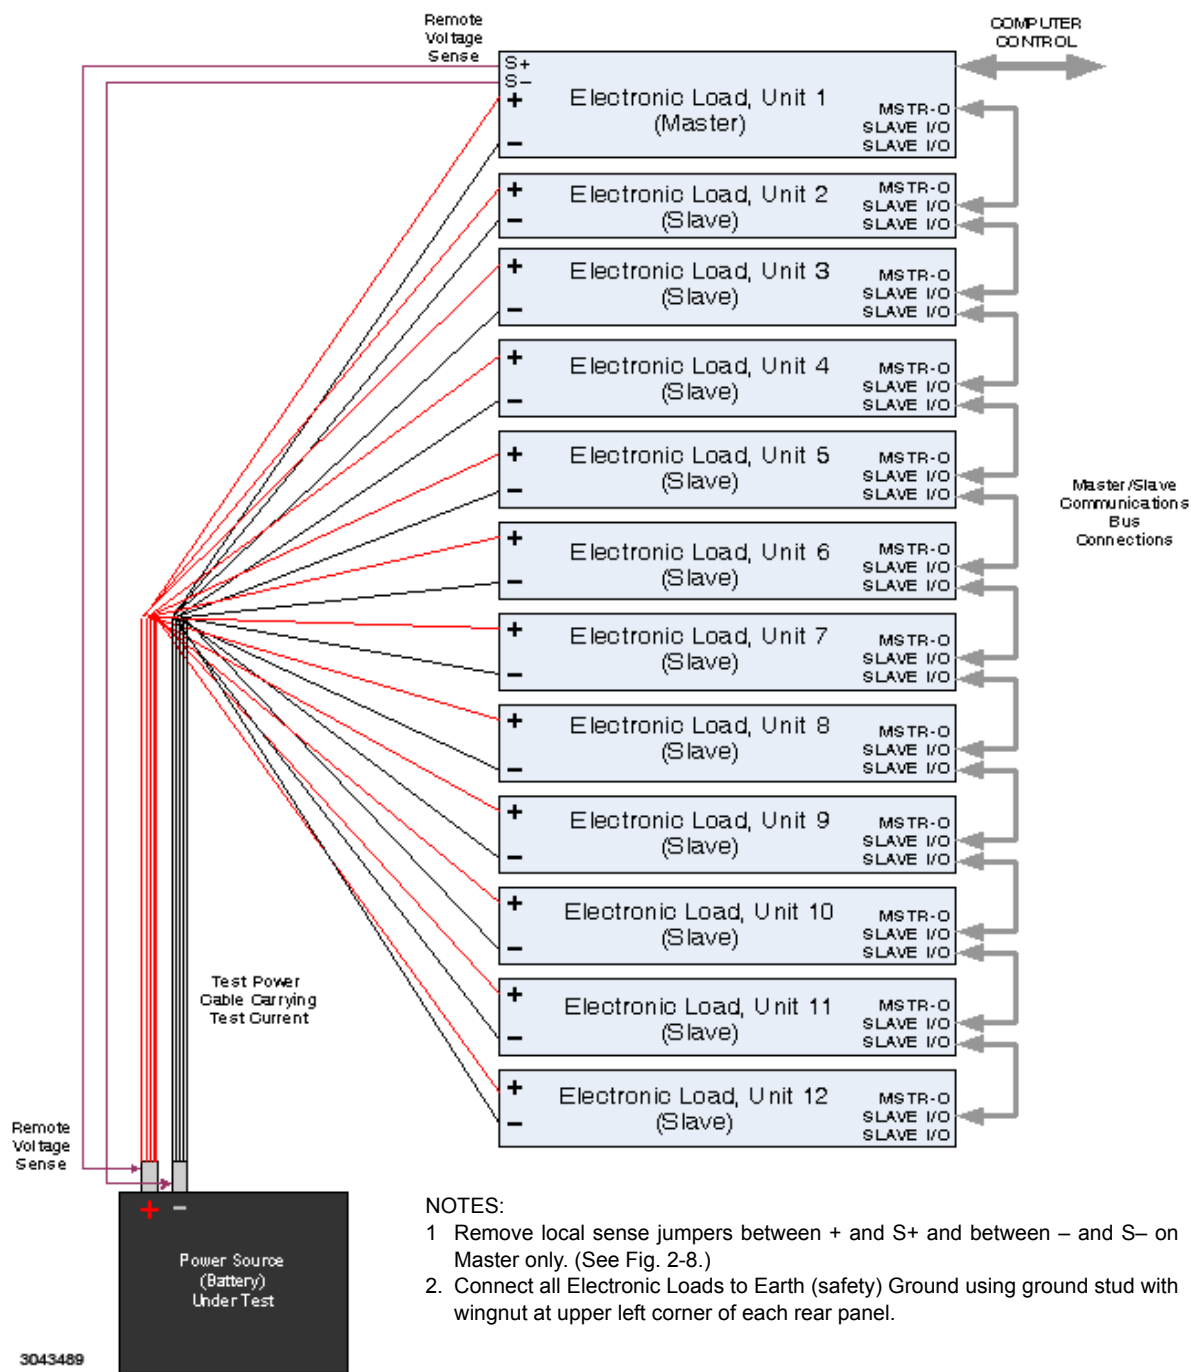 Remote
Voltage
Sense
COMPUTER
CONTROL
S+
S–
+
–
Electronic Load, Unit 1
(Master)
MSTR-O
SLAVE I/O
SLAVE I/O
+
–
Electronic Load, Unit 2
(Slave)
MSTR-O
SLAVE I/O
SLAVE I/O
+
–
Electronic Load, Unit 3
(Slave)
MSTR-O
SLAVE I/O
SLAVE I/O
+
–
Electronic Load, Unit 4
(Slave)
MSTR-O
SLAVE I/O
SLAVE I/O
+
–
Electronic Load, Unit 5
(Slave)
MSTR-O
SLAVE I/O
SLAVE I/O
Master/Slave
Communications
Bus
Connections
+
–
Electronic Load, Unit 6
(Slave)
MSTR-O
SLAVE I/O
SLAVE I/O
+
–
Electronic Load, Unit 7
(Slave)
MSTR-O
SLAVE I/O
SLAVE I/O
+
–
Electronic Load, Unit 8
(Slave)
MSTR-O
SLAVE I/O
SLAVE I/O
+
–
Electronic Load, Unit 9
(Slave)
MSTR-O
SLAVE I/O
SLAVE I/O
+
–
Electronic Load, Unit 10
(Slave)
MSTR-O
SLAVE I/O
SLAVE I/O
Test Power
Cable Carrying
Test Current
+
–
Electronic Load, Unit 11
(Slave)
MSTR-O
SLAVE I/O
SLAVE I/O
+
–
Electronic Load, Unit 12
(Slave)
MSTR-O
SLAVE I/O
SLAVE I/O
Remote
Voltage
Sense
+ –
Power Source
(Battery)
Under Test
NOTES:
1 Remove local sense jumpers between + and S+ and between – and S– on
Master only. (See Fig. 2-8.)
2. Connect all Electronic Loads to Earth (safety) Ground using ground stud with
wingnut at upper left corner of each rear panel.
3043489